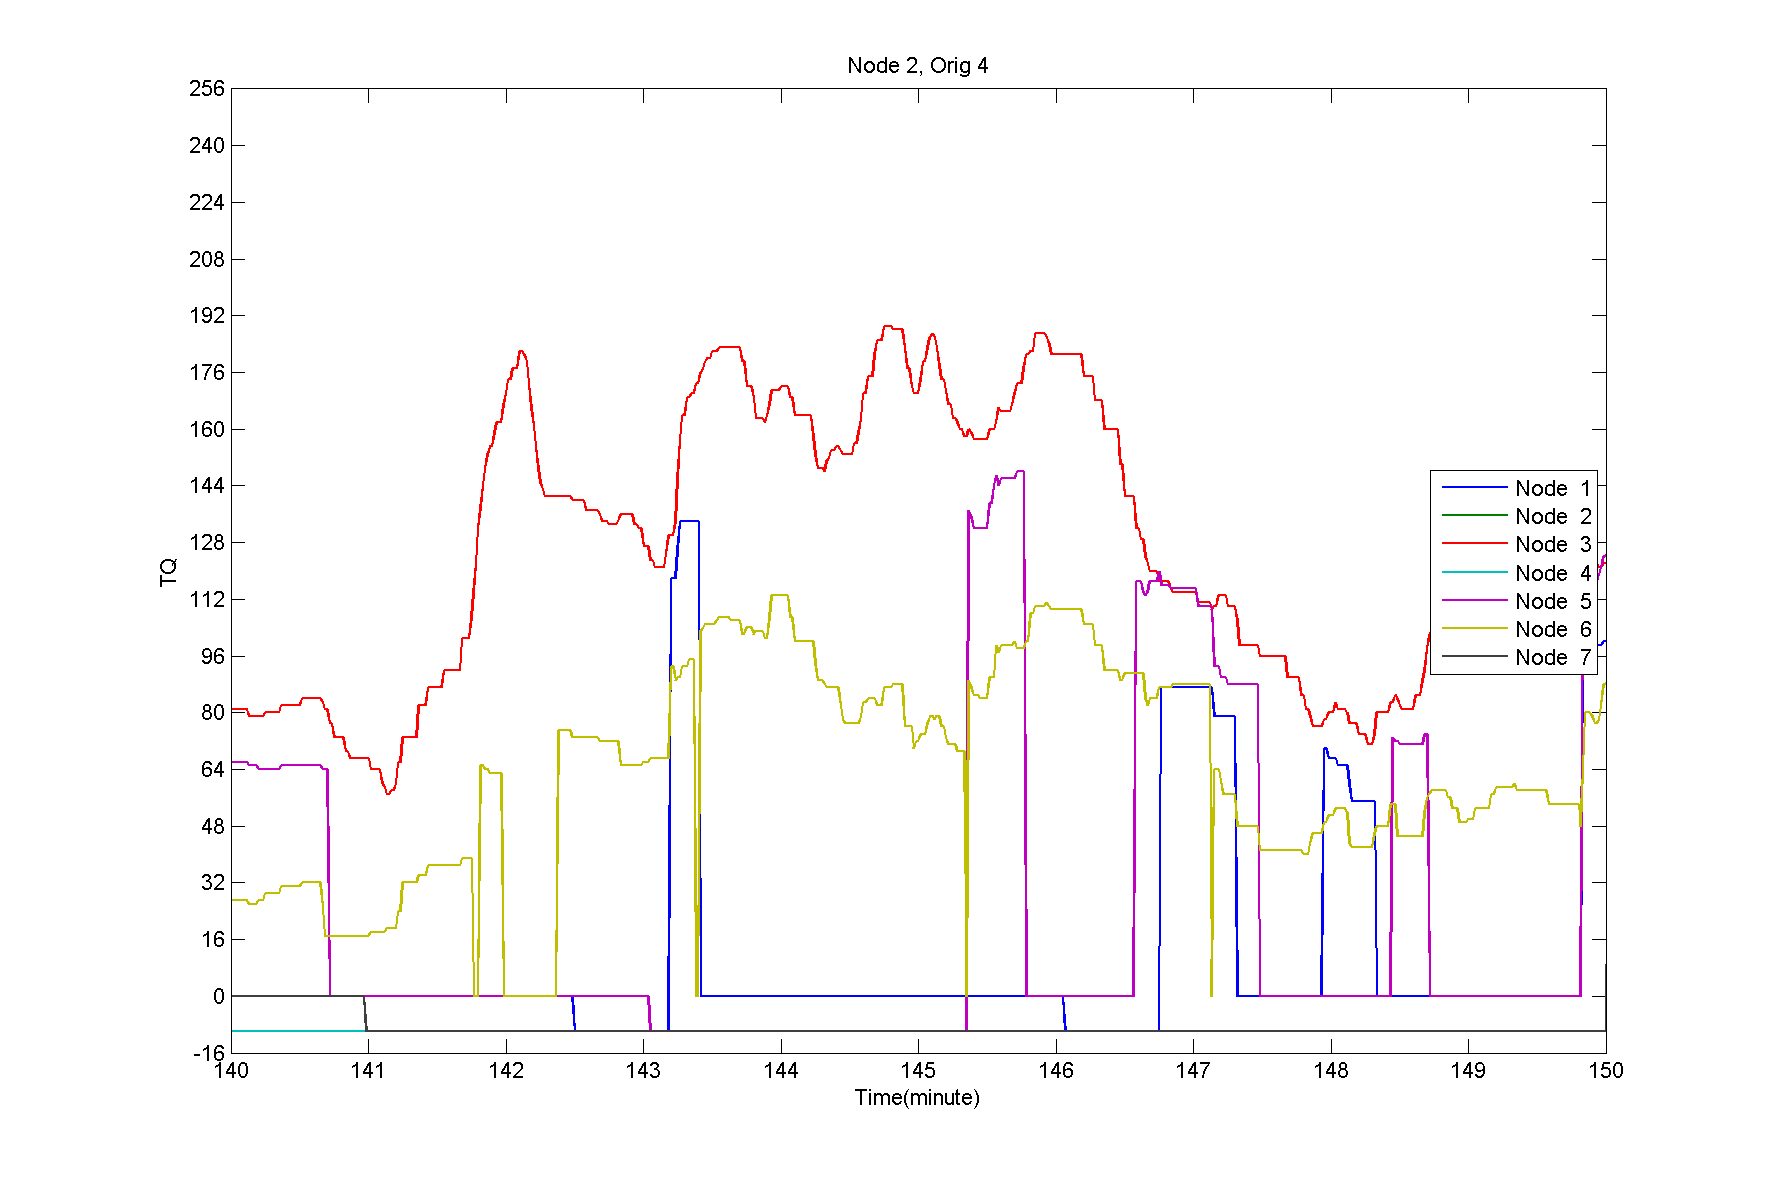 Node 2, Orig 4
256
240
224
208
192
176
160
144
128
112
96
80
64
48
32
16
0
-16
TQ
Node 1
Node 2
Node 3
Node 4
Node 5
Node 6
Node 7
140 141 142 143 144 145 146 147 148 149 150
Time(minute)